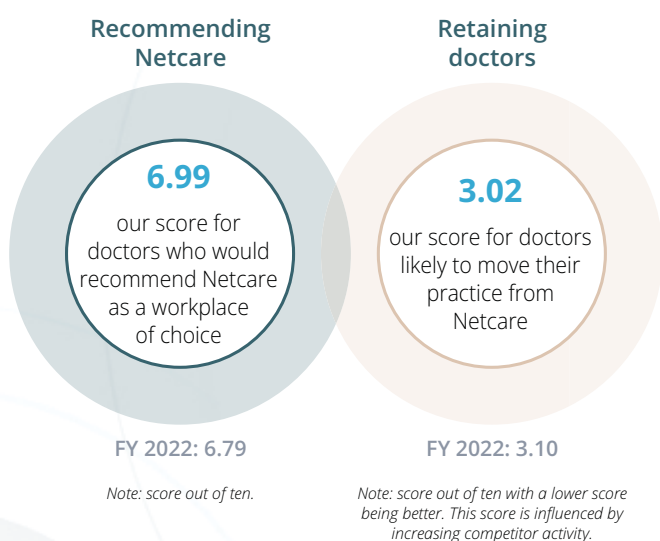 Recommending
Netcare
6.99
our score for
doctors who would
recommend Netcare
as a workplace
of choice
FY 2022: 6.79
Note: score out of ten.
Retaining
doctors
3.02
our score for doctors
likely to move their
practice from
Netcare
FY 2022: 3.10
Note: score out of ten with a lower score
being better. This score is influenced by
increasing competitor activity.